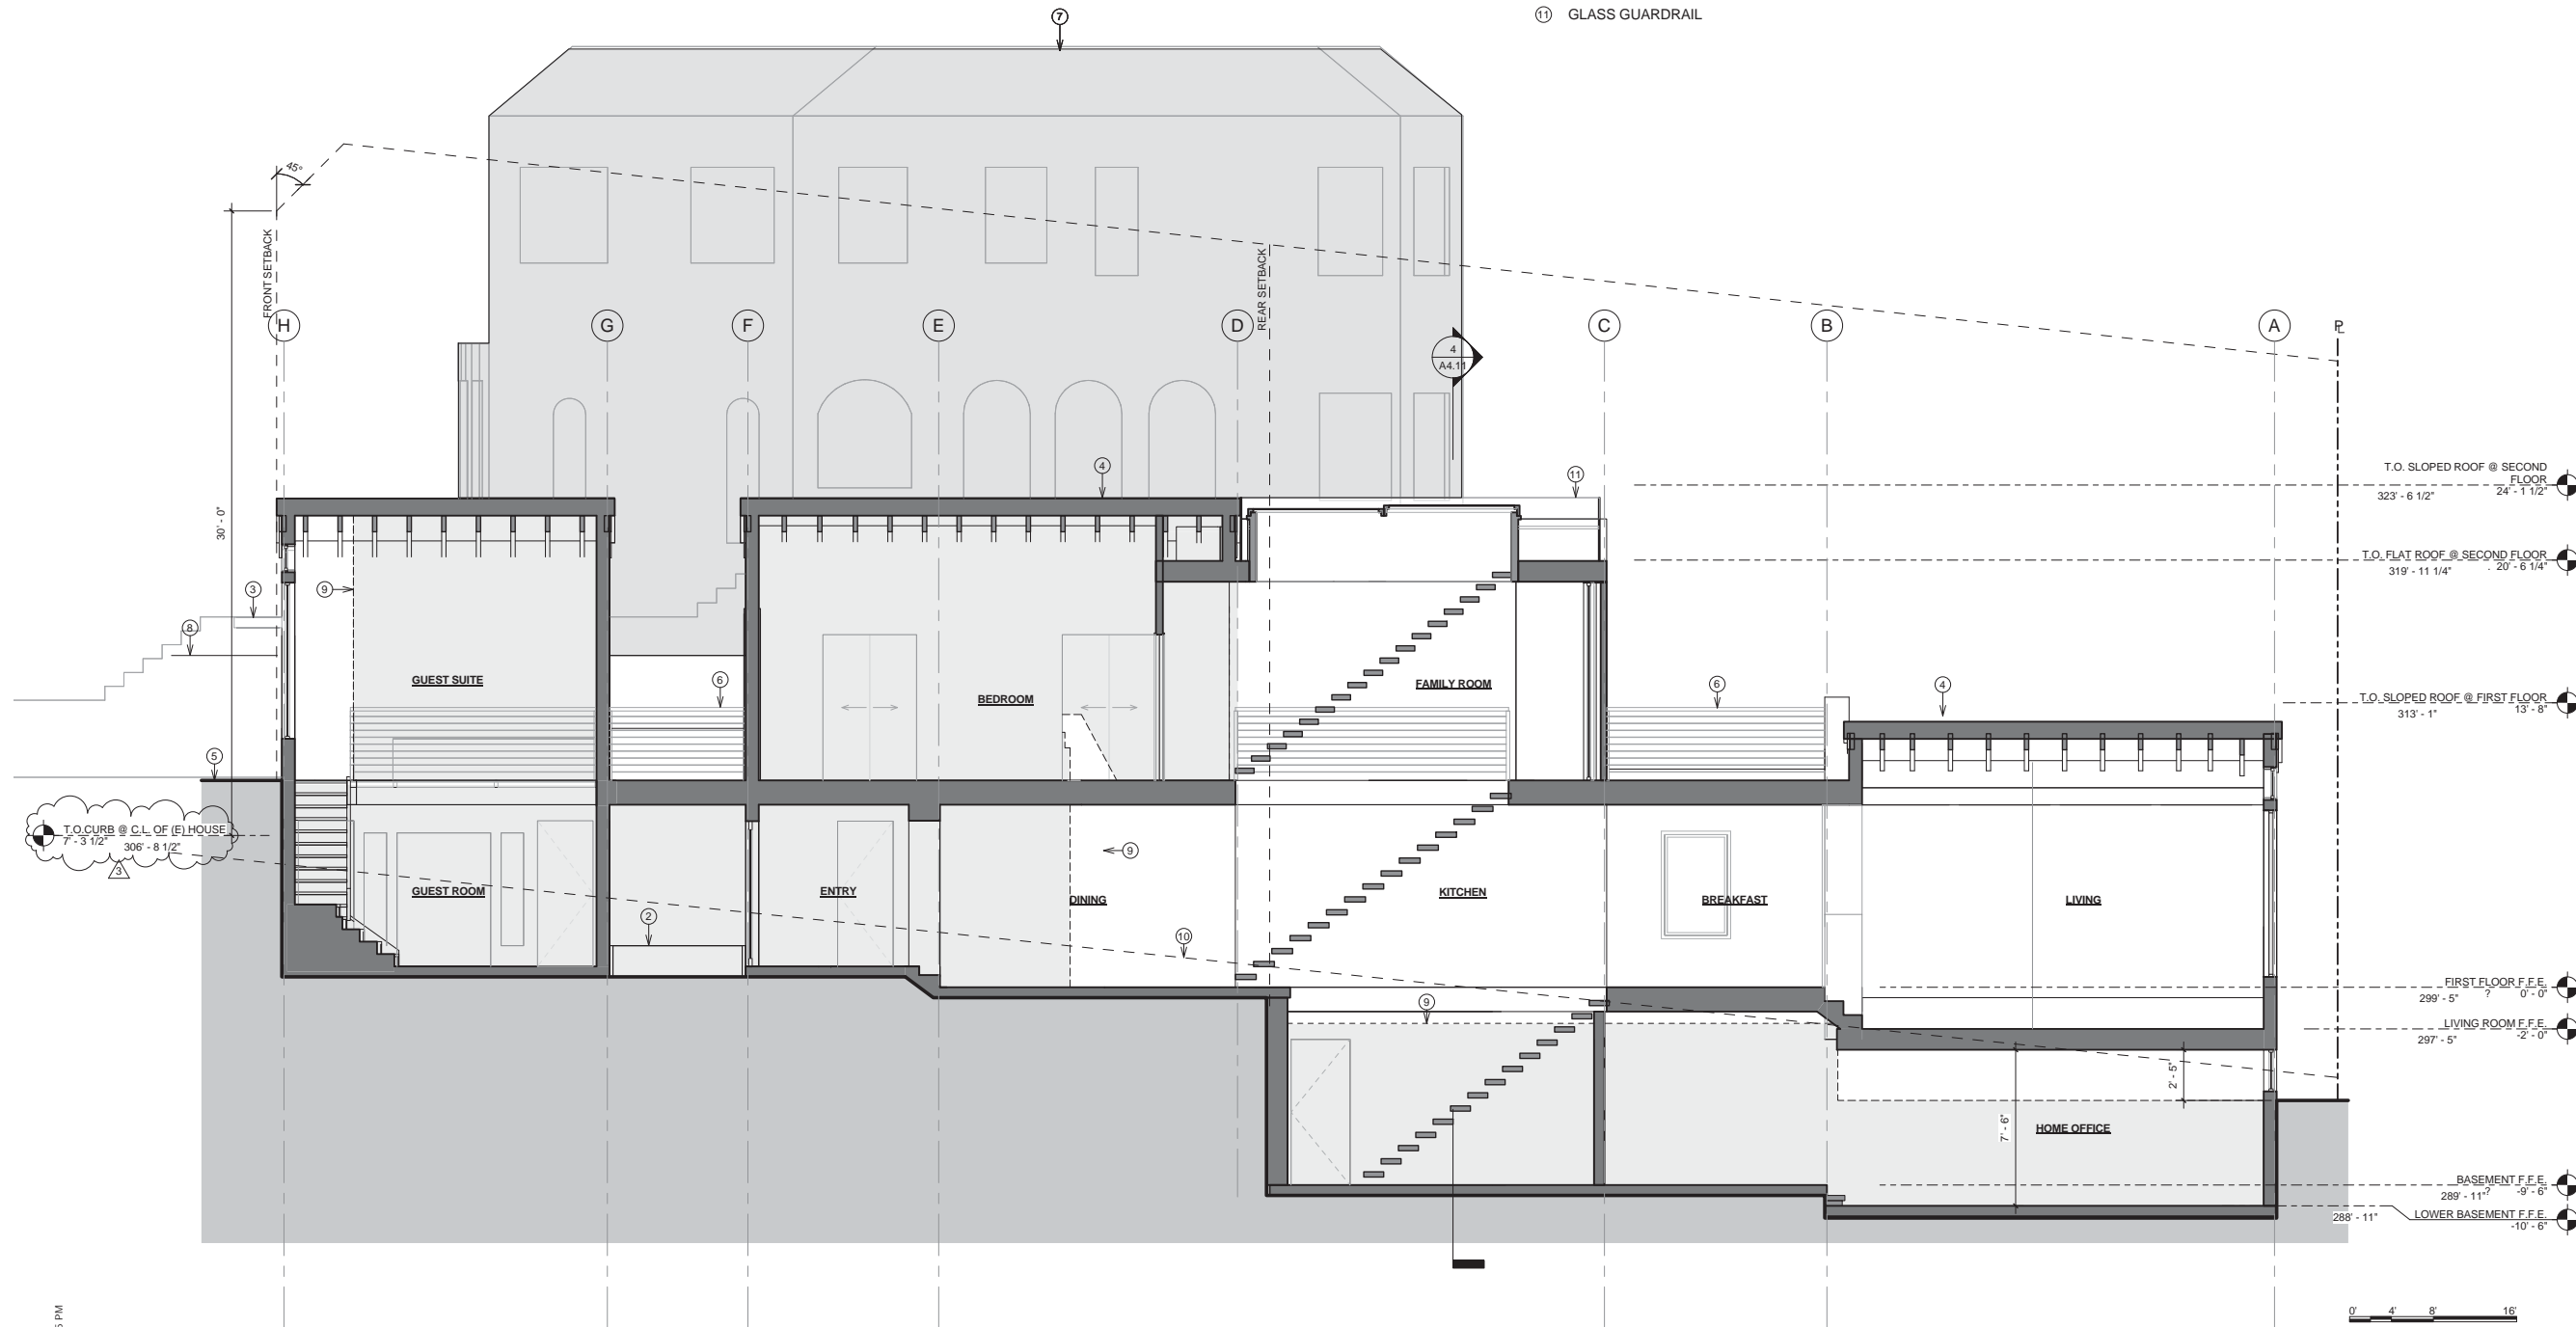 7
11 GLASS GUARDRAIL
45°
30' - 0"
FRONT SETBACK
REAR SETBACK
H
G
F
E
D
C
B
A
PL
4
A4.11
4
11
T.O. SLOPED ROOF @ SECOND
FLOOR
323' - 6 1/2" 24' - 1 1/2"
T.O. FLAT ROOF @ SECOND FLOOR
319' - 11 1/4" 20' - 6 1/4"
3
9
8
GUEST SUITE
6
BEDROOM
FAMILY ROOM
6
4
T.O. SLOPED ROOF @ FIRST FLOOR
313' - 1" 13' - 8"
5
T.O.CURB @ C.L. OF (E) HOUSE
7' - 3 1/2" 306' - 8 1/2"
3
9
GUEST ROOM
ENTRY
DINING
KITCHEN
BREAKFAST
LIVING
2
10
FIRST FLOOR F.F.E.
299' - 5" ? 0' - 0"
9
LIVING ROOM F.F.E.
297' - 5" -2' - 0"
2' - 5"
7' - 6"
HOME OFFICE
BASEMENT F.F.E.
289' - 11" ? -9' - 6"
288' - 11" LOWER BASEMENT F.F.E.
-10' - 6"
0' 4' 8' 16'